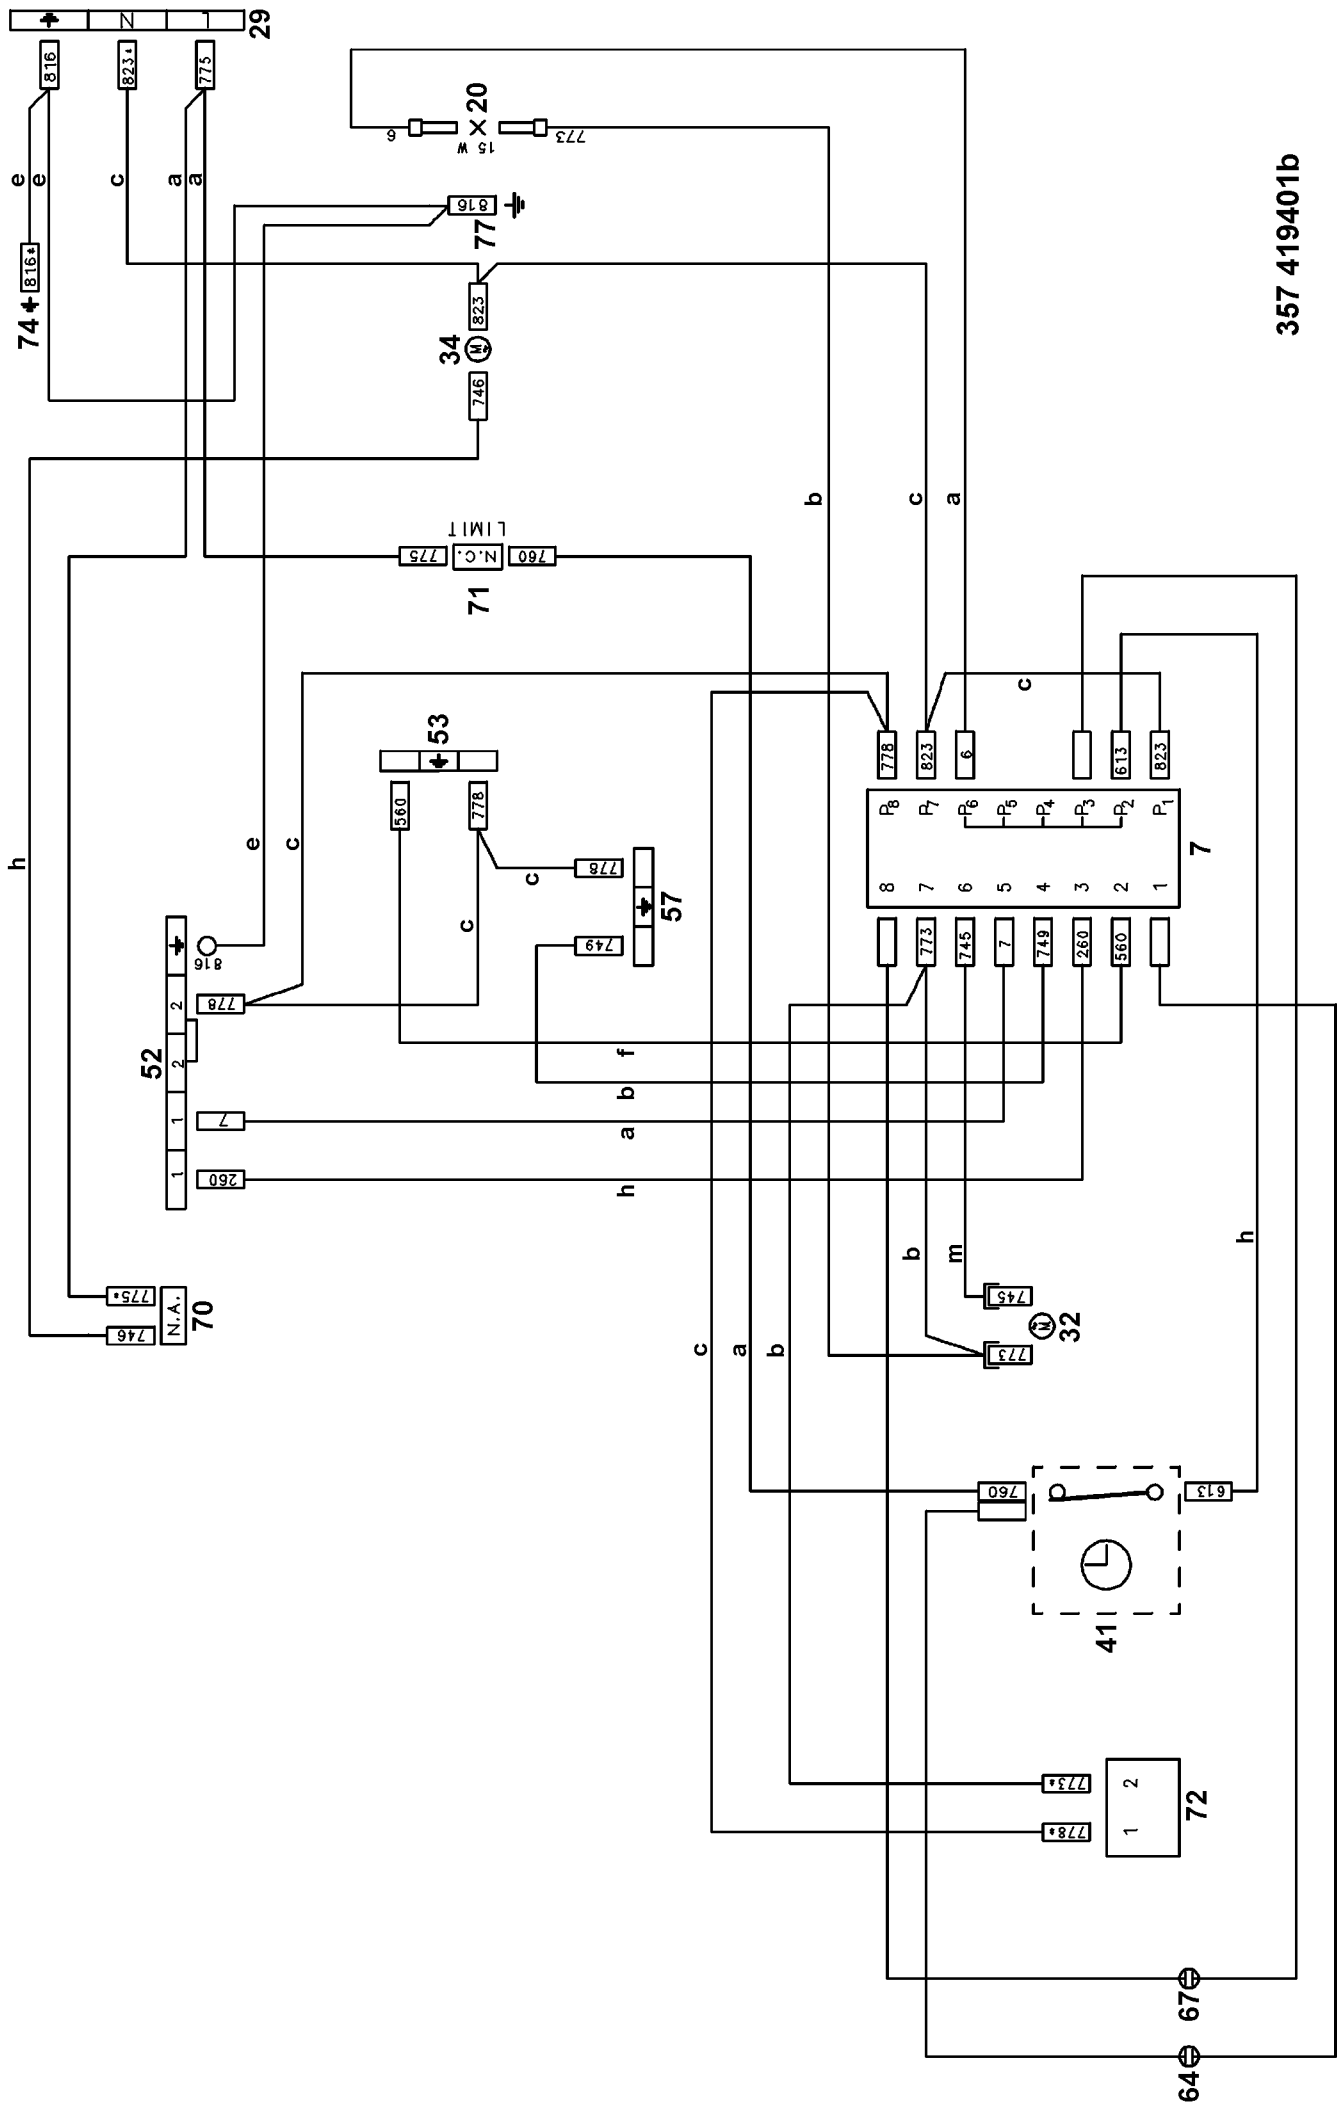 29
L
N
775
823*
816
a
a
c
e
e
816*
74
20
15 W
6
773
77
816
34
823
746
h
71
775
N.C.
760
LIMIT
b
c
a
357 419401b
53
560
778
c
c
e
c
57
778
749
52
816
2
2
1
1
778
7
260
70
N.A.
775*
746
f
b
a
h
7
778
823
6
613
823
c
P8
P7
P6
P5
P4
P3
P2
P1
8
7
6
5
4
3
2
1
773
745
7
749
260
560
b
m
h
32
M
745
773
c
a
b
41
760
613
72
1
2
773*
778*
67
64
h
M